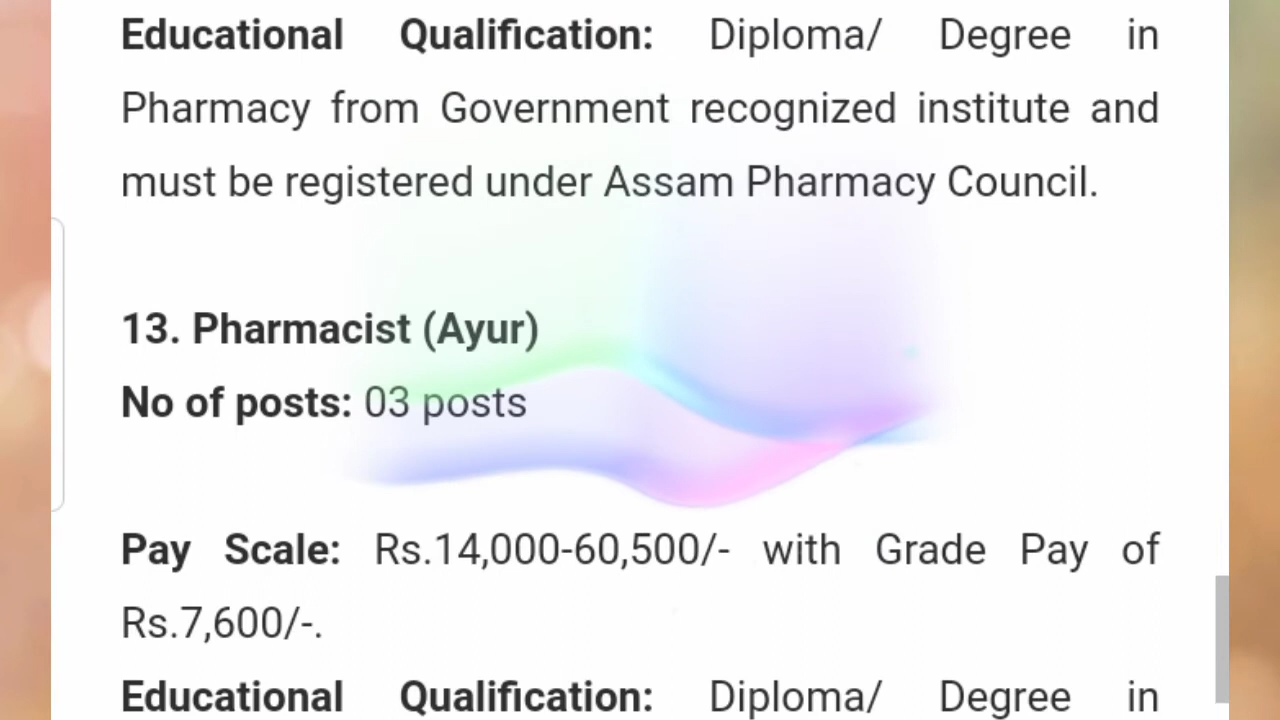 Educational Qualification: Diploma/ Degree in
Pharmacy from Government recognized institute and
must be registered under Assam Pharmacy Council.
13. Pharmacist (Ayur)
No of posts: 03 posts
Pay Scale: Rs.14,000-60,500/- with Grade Pay of
Rs.7,600/-.
Educational Qualification: Diploma/ Degree in